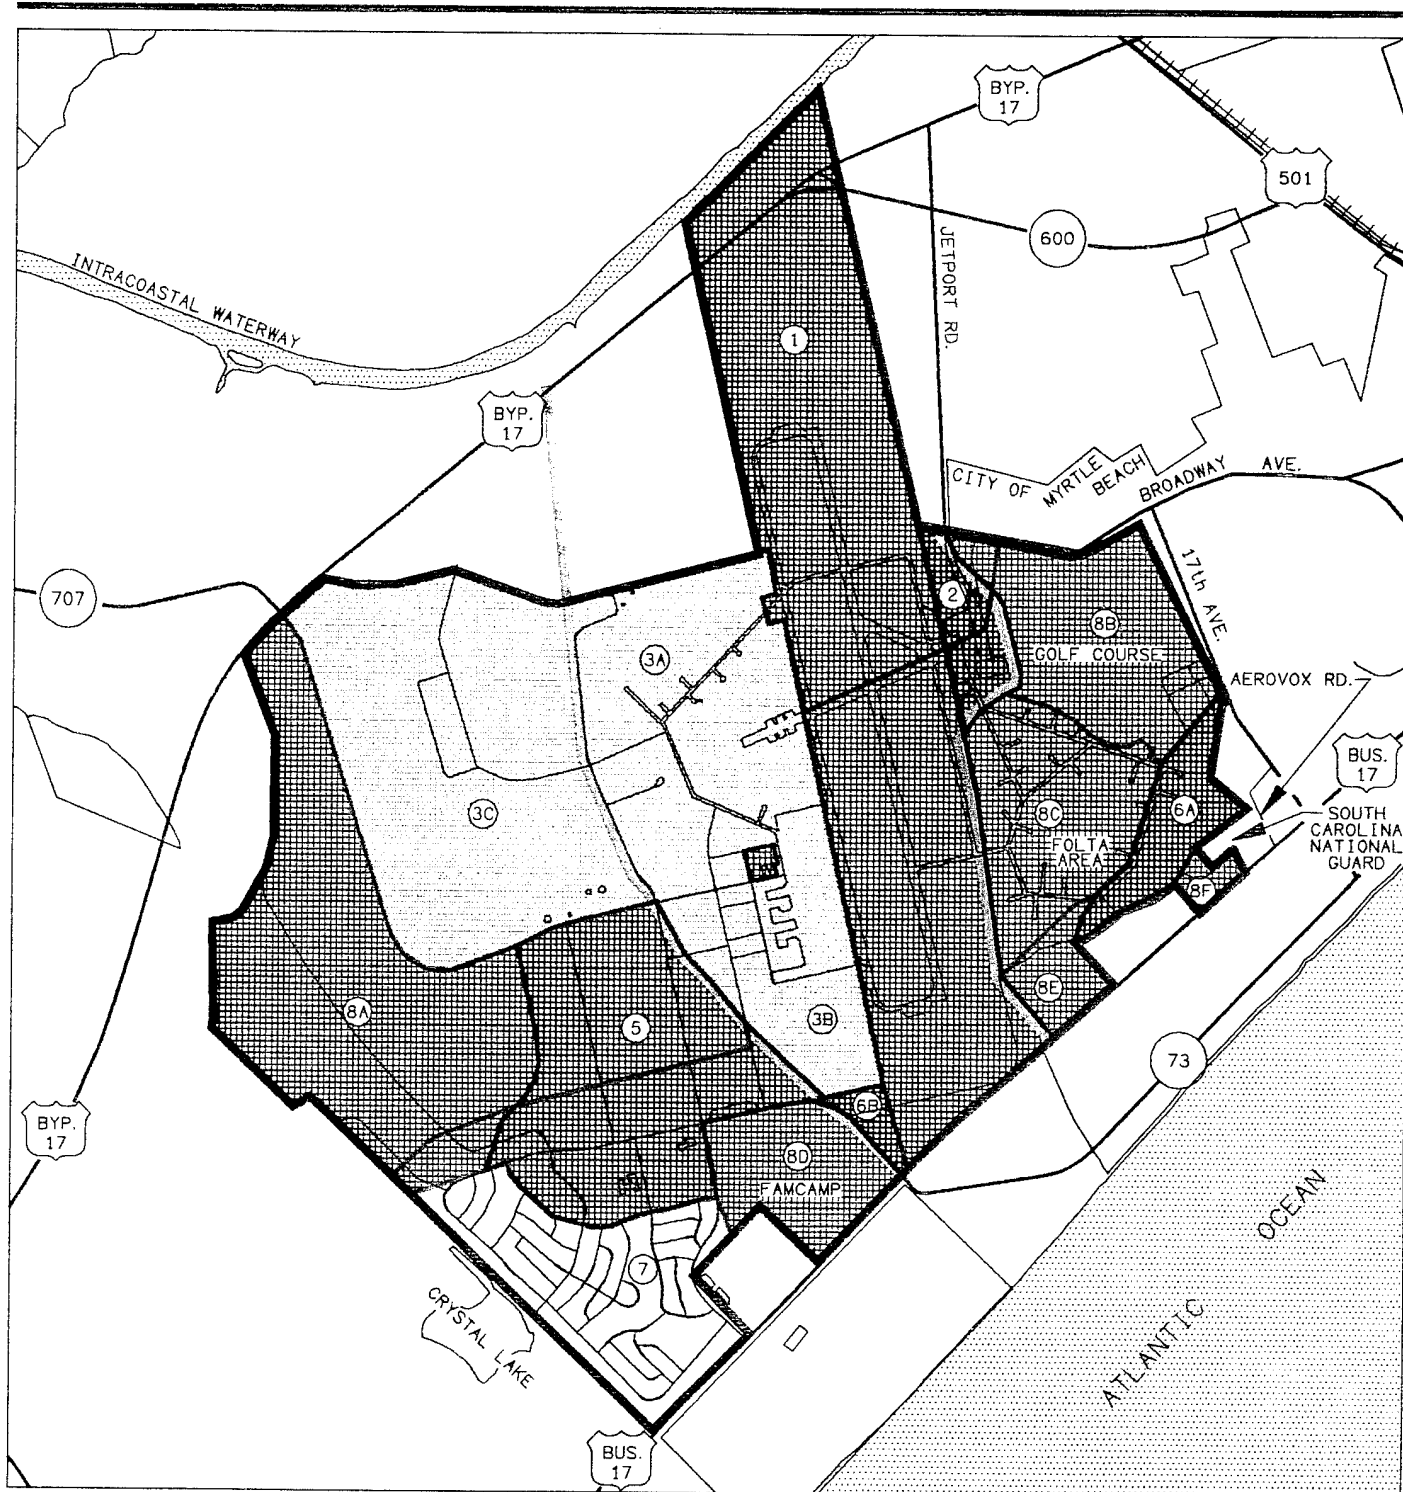 BYP.
17
501
600
INTRACOASTAL WATERWAY
JETPORT RD.
1
BYP.
17
CITY OF MYRTLE BEACH
BROADWAY AVE.
17th AVE.
707
2
8B
GOLF COURSE
3A
AEROVOX RD.
BUS.
17
3C
8C
6A
SOUTH
CAROLINA
NATIONAL
GUARD
FOLTA
AREA
8F
8E
8A
5
3B
73
BYP.
17
6B
8D
FAMCAMP
7
CRYSTAL LAKE
ATLANTIC OCEAN
BUS.
17